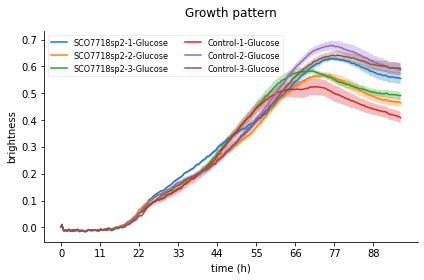 Growth pattern
SCO7718sp2-1-Glucose
SCO7718sp2-2-Glucose
SCO7718sp2-3-Glucose
Control-1-Glucose
Control-2-Glucose
Control-3-Glucose
brightness
0.7
0.6
0.5
0.4
0.3
0.2
0.1
0.0
0 11 22 33 44 55 66 77 88
time (h)